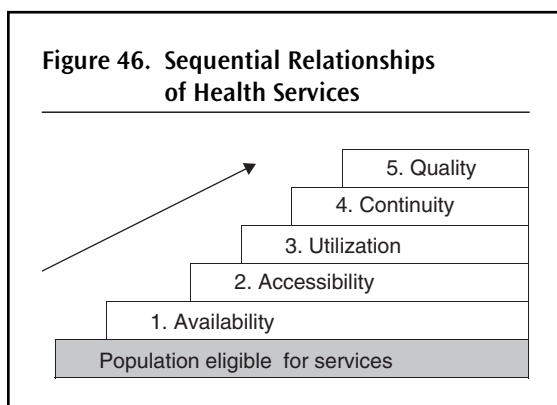 Figure 46. Sequential Relationships
of Health Services
5. Quality
4. Continuity
3. Utilization
2. Accessibility
1. Availability
Population eligible for services